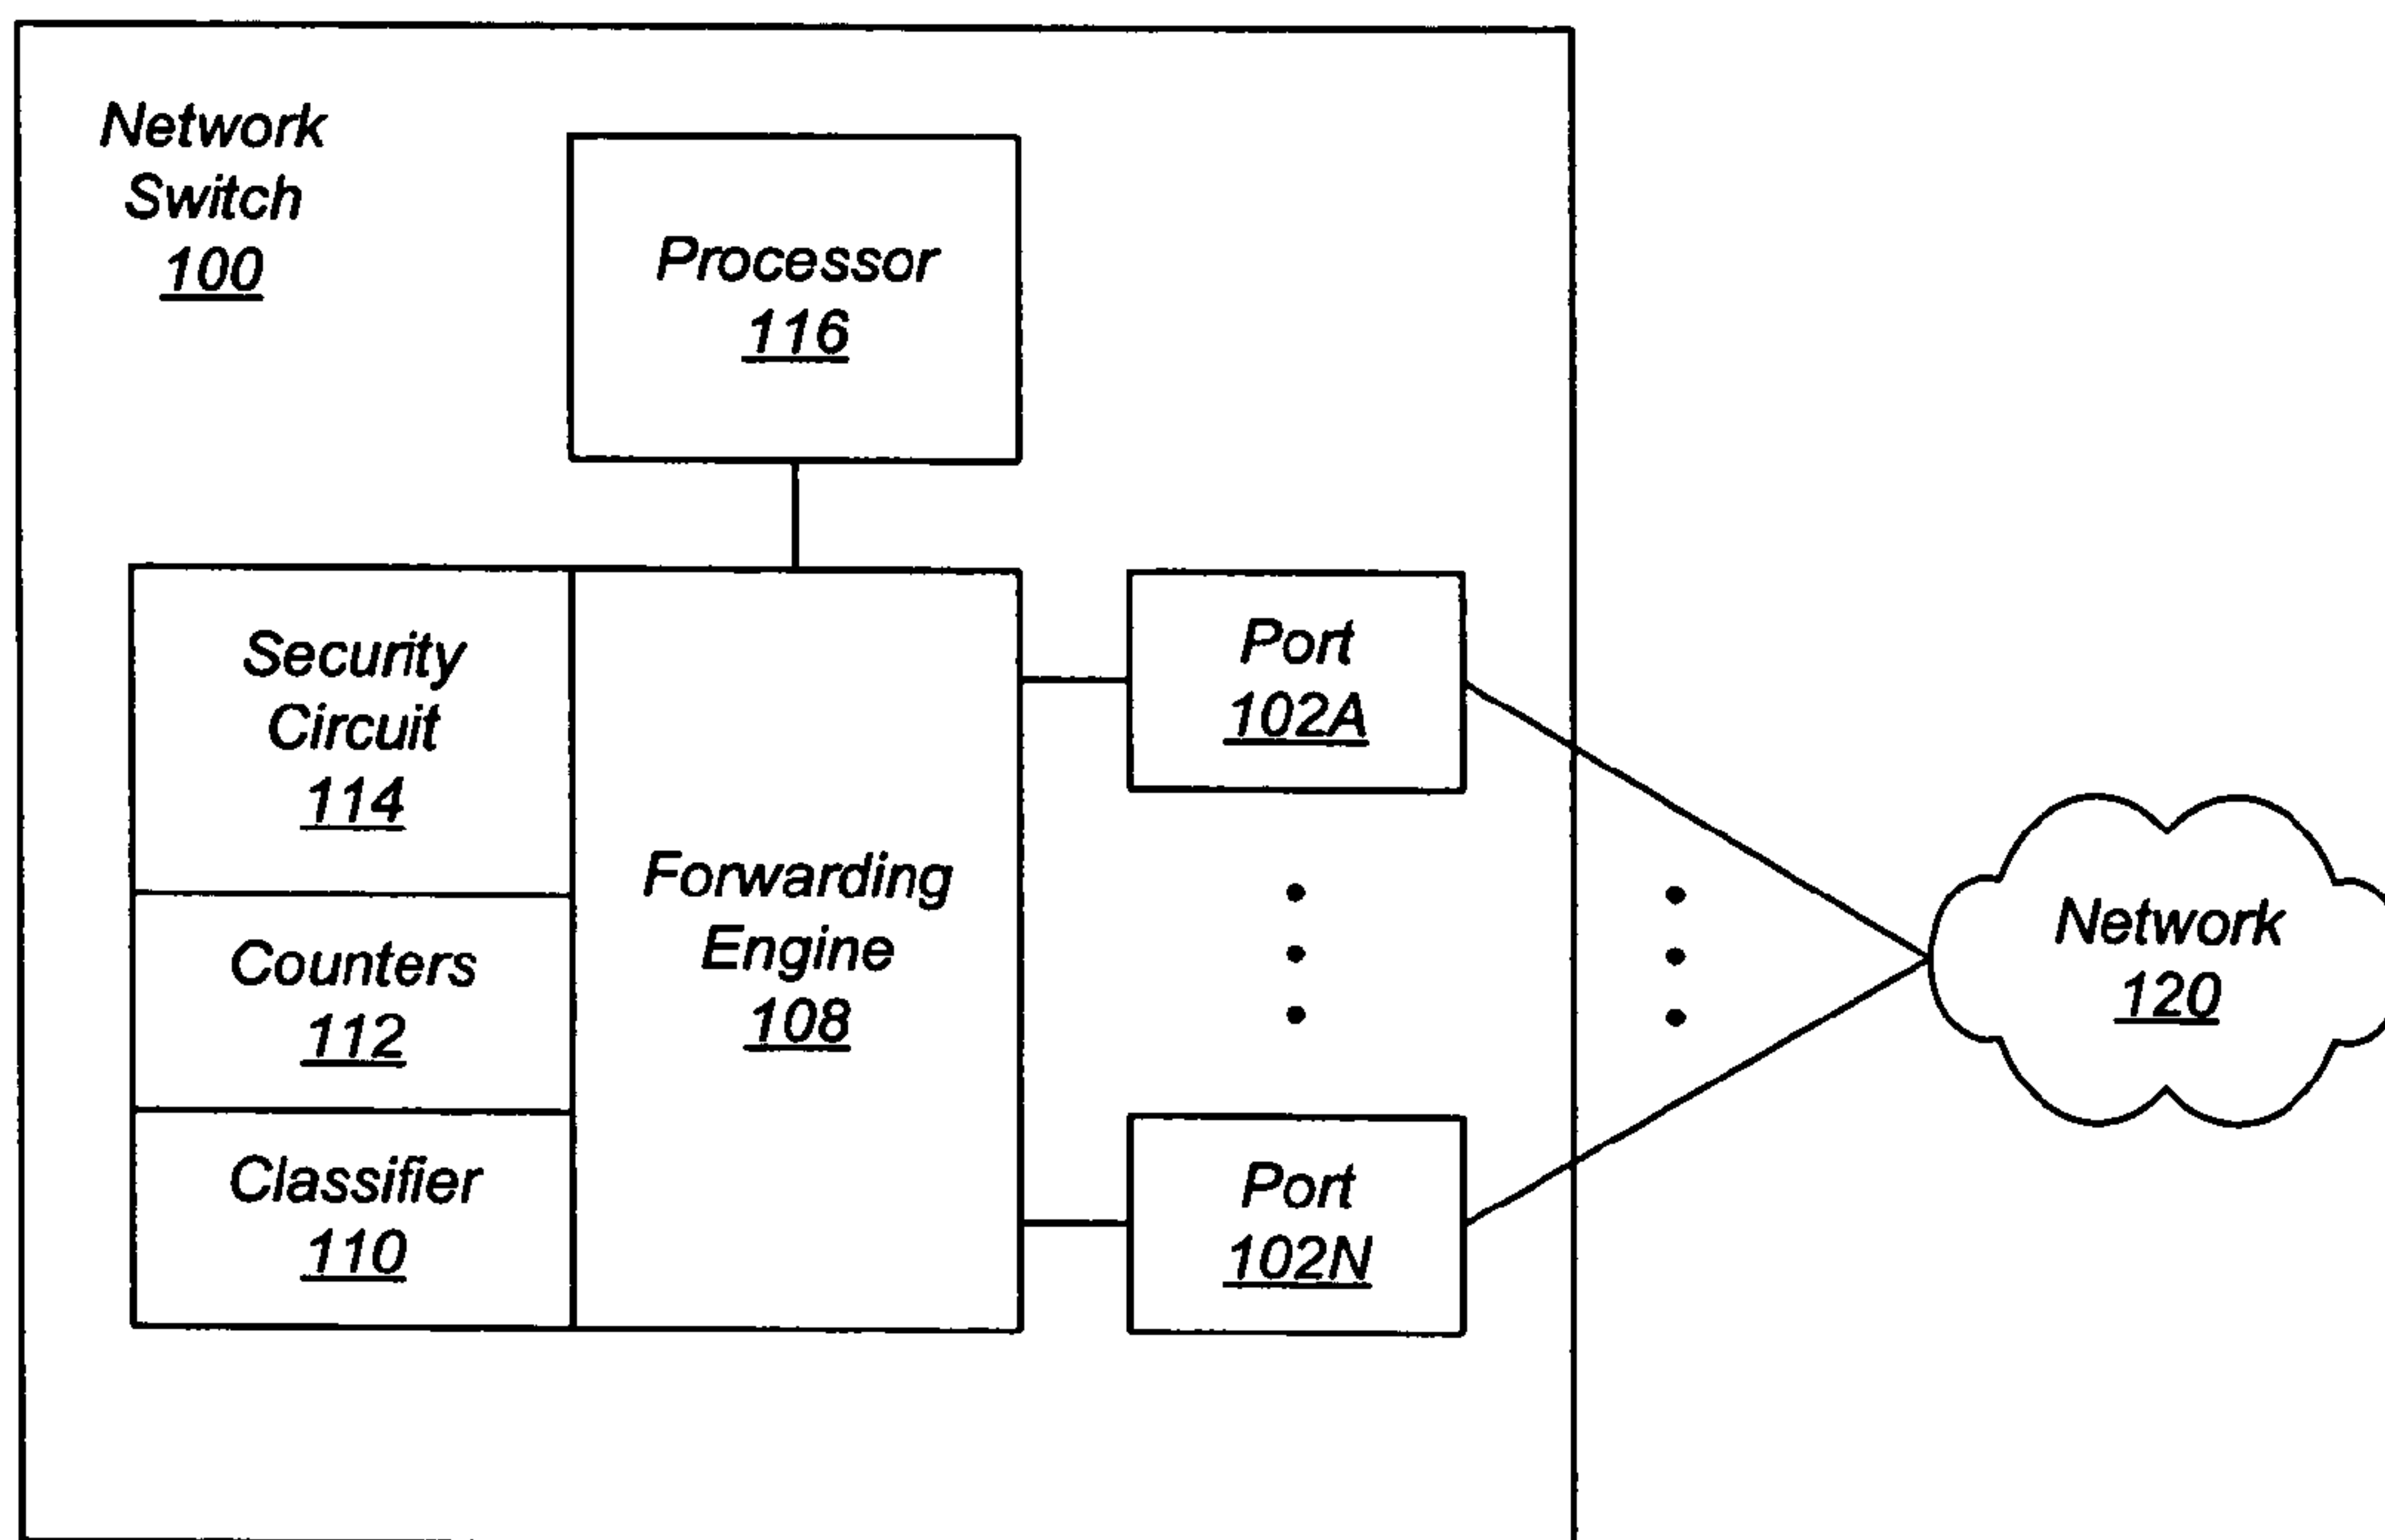 Network
Switch
100
Processor
116
Security
Circuit
114
Counters
112
Classifier
110
Forwarding
Engine
108
Port
102A
Port
102N
Network
120